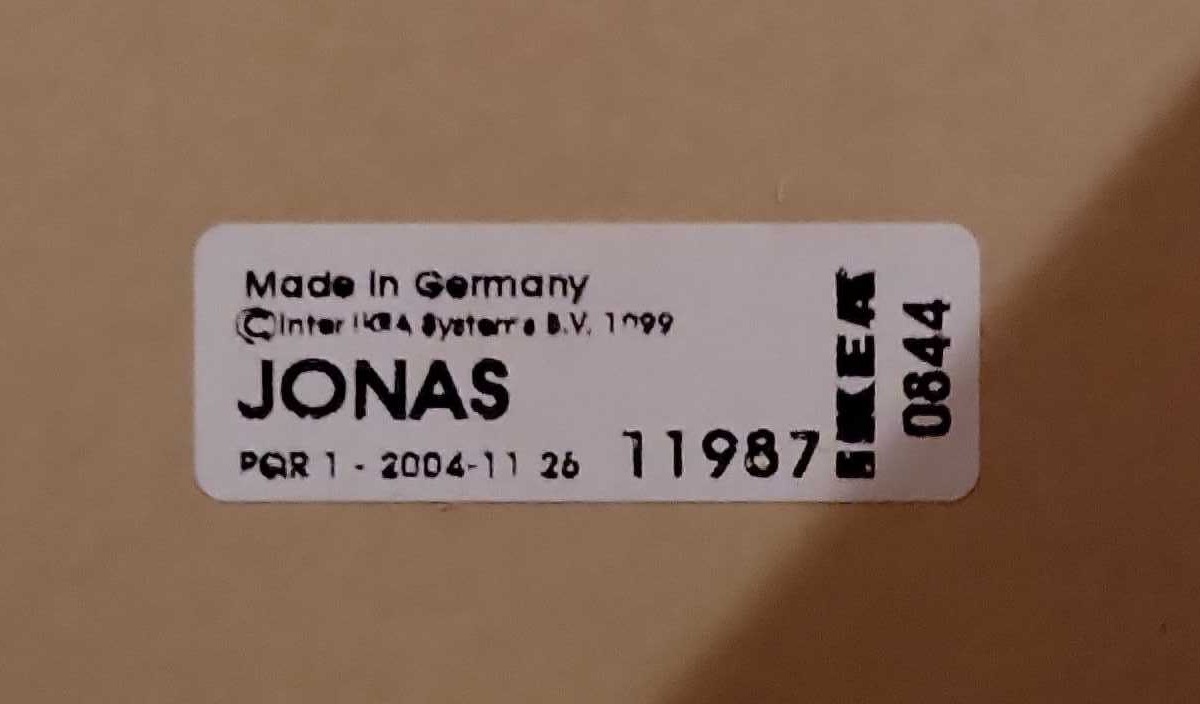 Made in Germany
©Inter IKEA Systems B.V. 1999
JONAS
PQR 1 - 2004-11 26
11987
IKEA
0844